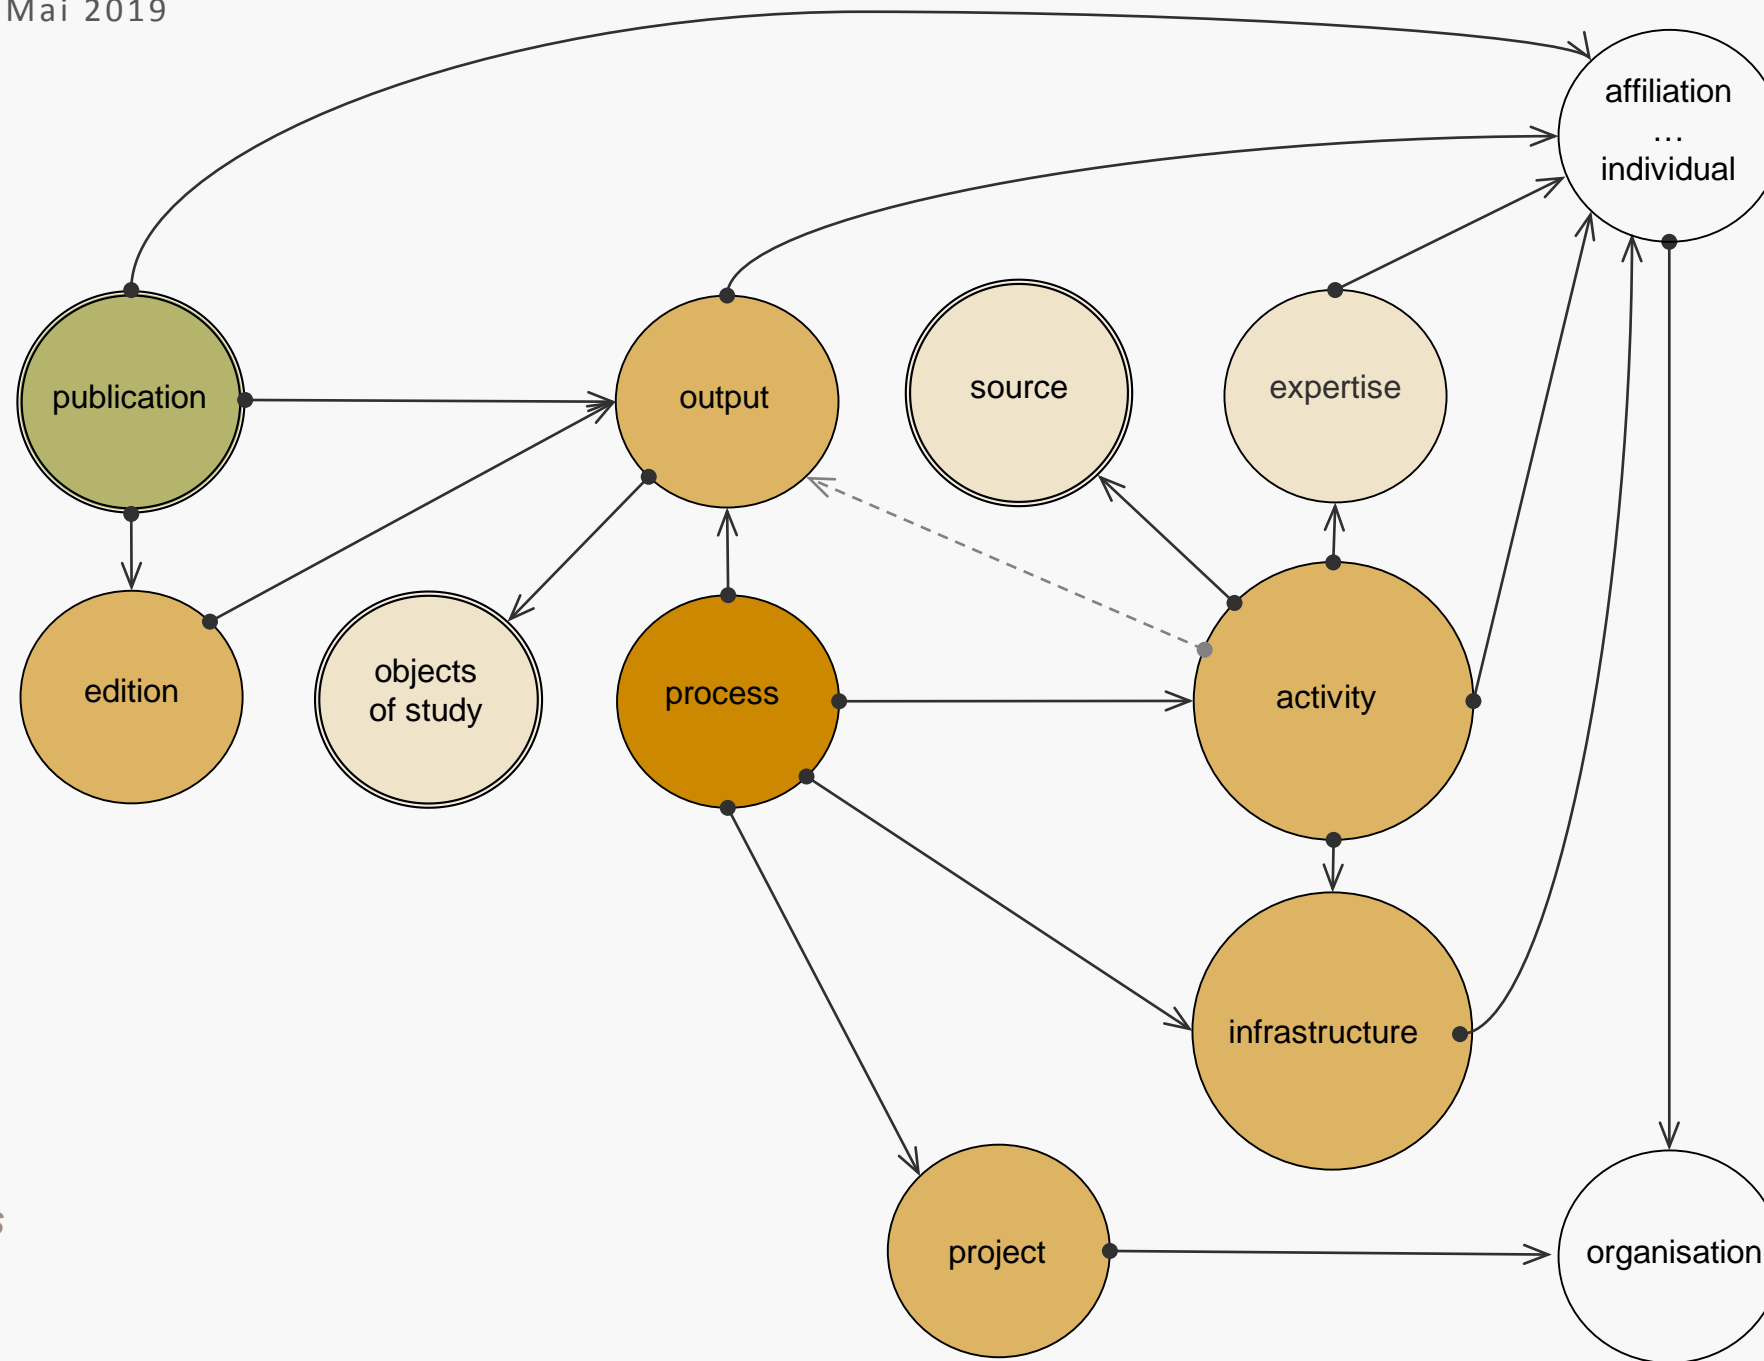 Mai 2019
affiliation
...
individual
publication
output
source
expertise
edition
objects
of study
process
activity
infrastructure
project
organisation
s